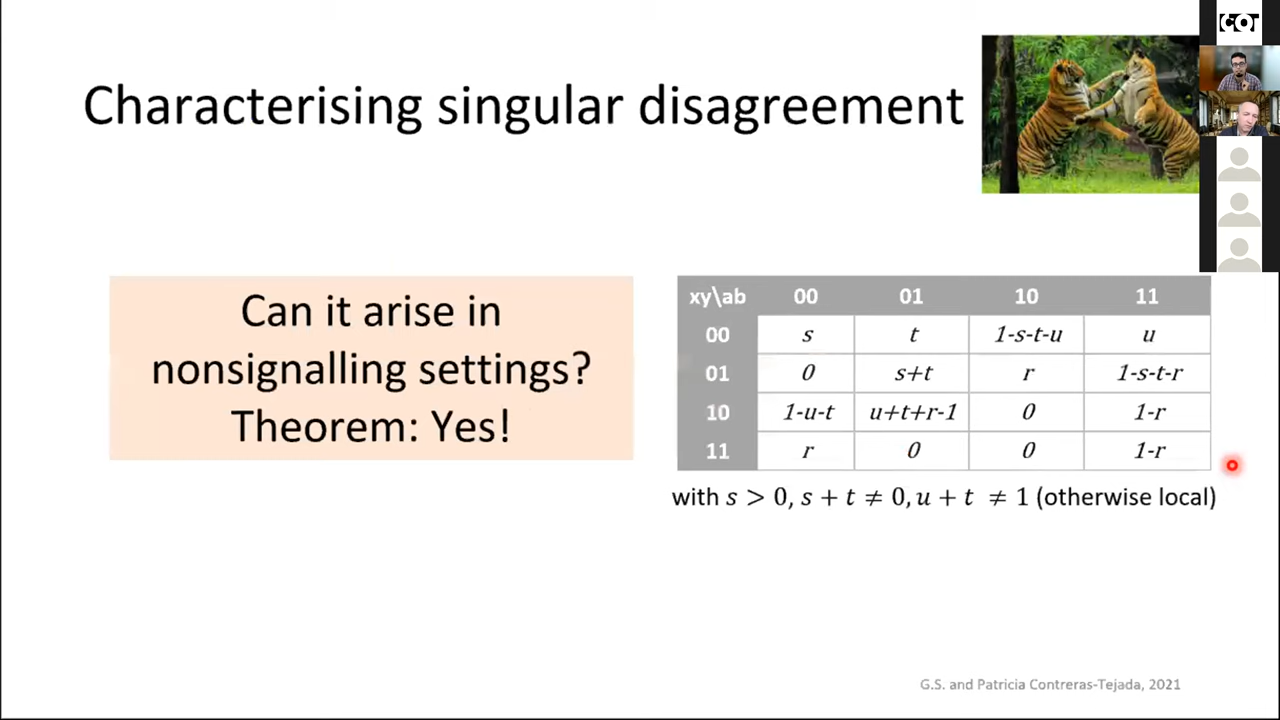 COT
Characterising singular disagreement
Can it arise in
nonsignalling settings?
Theorem: Yes!
xy\ab 00 01 10 11
00 s t 1-s-t-u u
01 0 s+t r 1-s-t-r
10 1-u-t u+t+r-1 0 1-r
11 r 0 0 1-r
with s > 0, s + t ≠ 0, u + t ≠ 1 (otherwise local)
G.S. and Patricia Contreras-Tejada, 2021